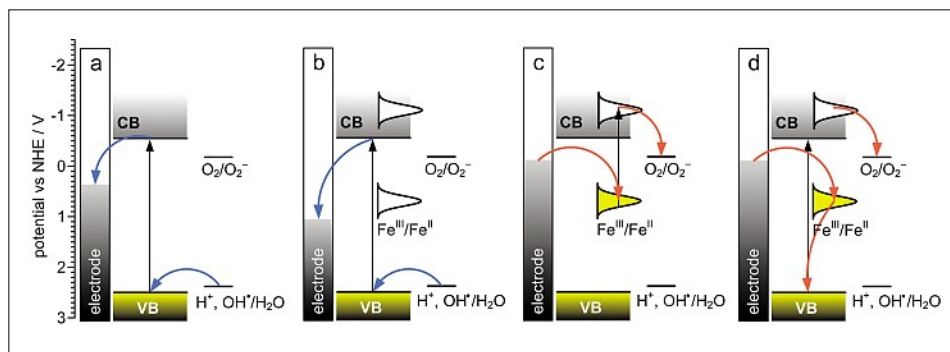 potential vs NHE / V
-2
-1
0
1
2
3
a
CB
O₂/O₂⁻
electrode
H⁺, OH•/H₂O
VB
b
CB
O₂/O₂⁻
Feᴵᴵᴵ/Feᴵᴵ
electrode
H⁺, OH•/H₂O
VB
c
CB
O₂/O₂⁻
Feᴵᴵᴵ/Feᴵᴵ
electrode
H⁺, OH•/H₂O
VB
d
CB
O₂/O₂⁻
Feᴵᴵᴵ/Feᴵᴵ
electrode
H⁺, OH•/H₂O
VB